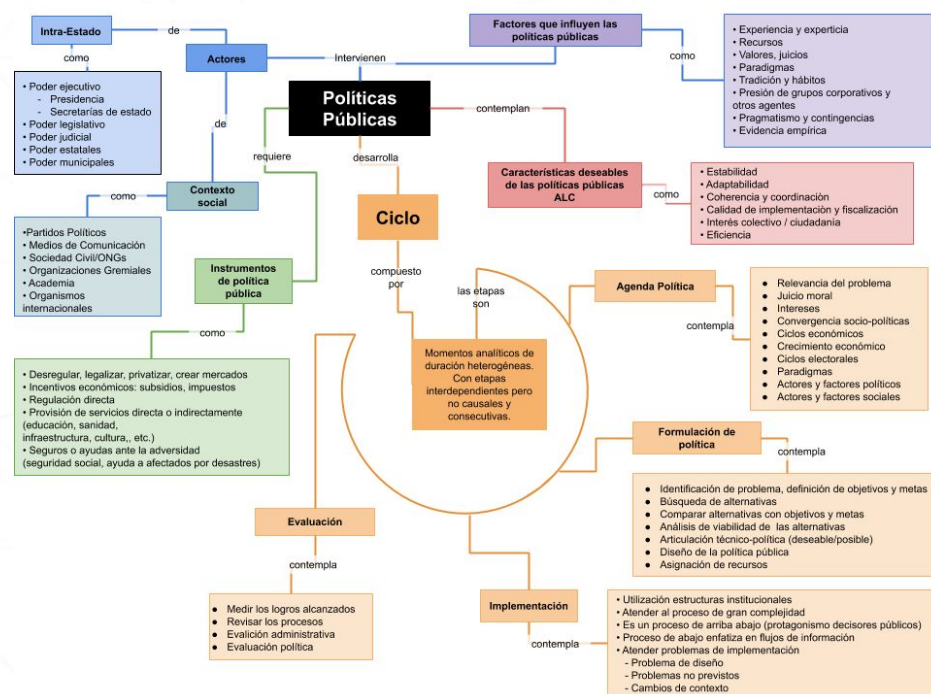 Intra-Estado
de
Actores
como
• Poder ejecutivo
- Presidencia
- Secretarías de estado
• Poder legislativo
• Poder judicial
• Poder estatales
• Poder municipales
de
Contexto
social
como
•Partidos Políticos
• Medios de Comunicación
• Sociedad Civil/ONGs
• Organizaciones Gremiales
• Academia
• Organismos
internacionales
Intervienen
Factores que influyen las
políticas públicas
como
• Experiencia y experticia
• Recursos
• Valores, juicios
• Paradigmas
• Tradición y hábitos
• Presión de grupos corporativos y
otros agentes
• Pragmatismo y contingencias
• Evidencia empírica
Políticas
Públicas
contemplan
Características deseables
de las políticas públicas
ALC
como
• Estabilidad
• Adaptabilidad
• Coherencia y coordinación
• Calidad de implementaciòn y fiscalización
• Interés colectivo / ciudadania
• Eficiencia
requiere
Instrumentos
de política
pública
como
• Desregular, legalizar, privatizar, crear mercados
• Incentivos económicos: subsidios, impuestos
• Regulación directa
• Provisión de servicios directa o indirectamente
(educación, sanidad,
infraestructura, cultura,, etc.)
• Seguros o ayudas ante la adversidad
(seguridad social, ayuda a afectados por desastres)
desarrolla
Ciclo
compuesto
por
Momentos analíticos de
duración heterogéneas.
Con etapas
interdependientes pero
no causales y
consecutivas.
las etapas
son
Agenda Política
contempla
● Relevancia del problema
● Juicio moral
● Intereses
● Convergencia socio-políticas
● Ciclos económicos
● Crecimiento económico
● Ciclos electorales
● Paradigmas
● Actores y factores políticos
● Actores y factores sociales
Formulación de
política
contempla
● Identificación de problema, definición de objetivos y metas
● Búsqueda de alternativas
● Comparar alternativas con objetivos y metas
● Análisis de viabilidad de las alternativas
● Articulación técnico-política (deseable/posible)
● Diseño de la política pública
● Asignación de recursos
Implementación
contempla
• Utilización estructuras institucionales
• Atender al proceso de gran complejidad
• Es un proceso de arriba abajo (protagonismo decisores públicos)
• Proceso de abajo enfatiza en flujos de información
• Atender problemas de implementación
- Problema de diseño
- Problemas no previstos
- Cambios de contexto
Evaluación
contempla
● Medir los logros alcanzados
● Revisar los procesos
● Evalición administrativa
● Evaluación política